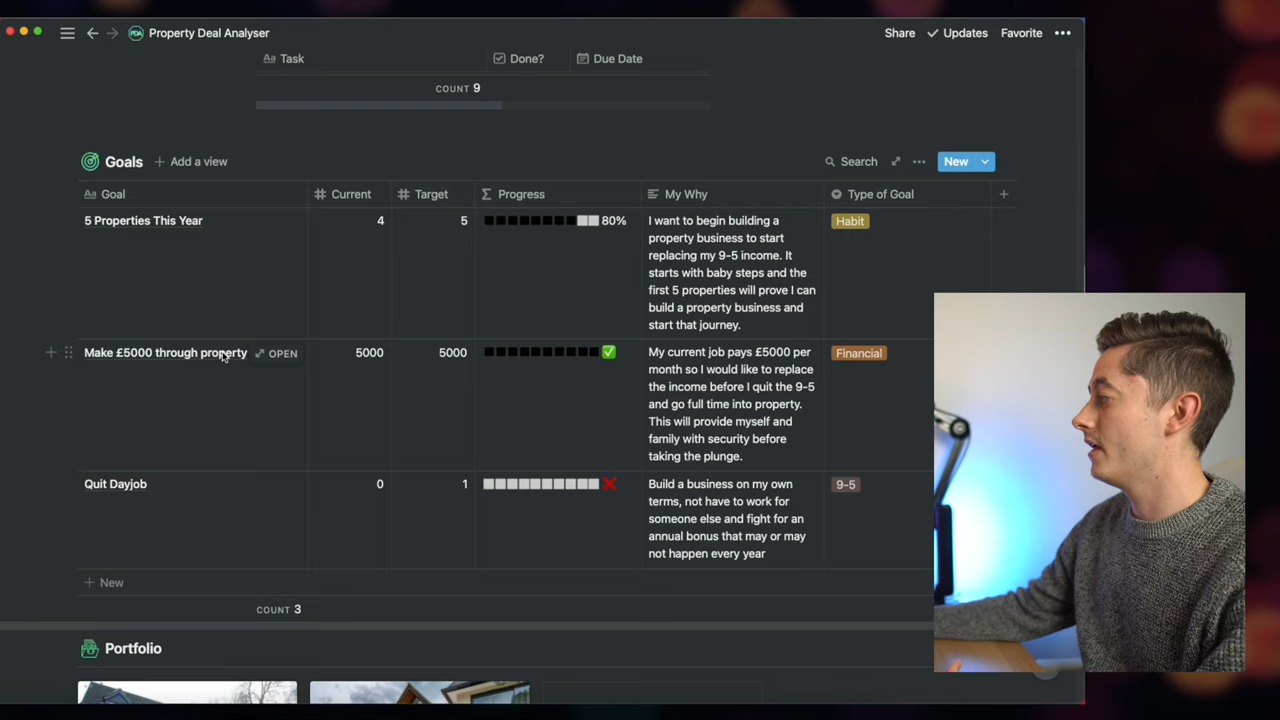 Property Deal Analyser
Share
Updates
Favorite
Aa Task
Done?
Due Date
COUNT 9
Goals
+ Add a view
Search
New
Aa Goal
# Current
# Target
Σ Progress
My Why
Type of Goal
5 Properties This Year
4
5
80%
I want to begin building a
property business to start
replacing my 9-5 income. It
starts with baby steps and the
first 5 properties will prove I can
build a property business and
start that journey.
Habit
Make £5000 through property
OPEN
5000
5000
My current job pays £5000 per
month so I would like to replace
the income before I quit the 9-5
and go full time into property.
This will provide myself and
family with security before
taking the plunge.
Financial
Quit Dayjob
0
1
Build a business on my own
terms, not have to work for
someone else and fight for an
annual bonus that may or may
not happen every year
9-5
+ New
COUNT 3
Portfolio